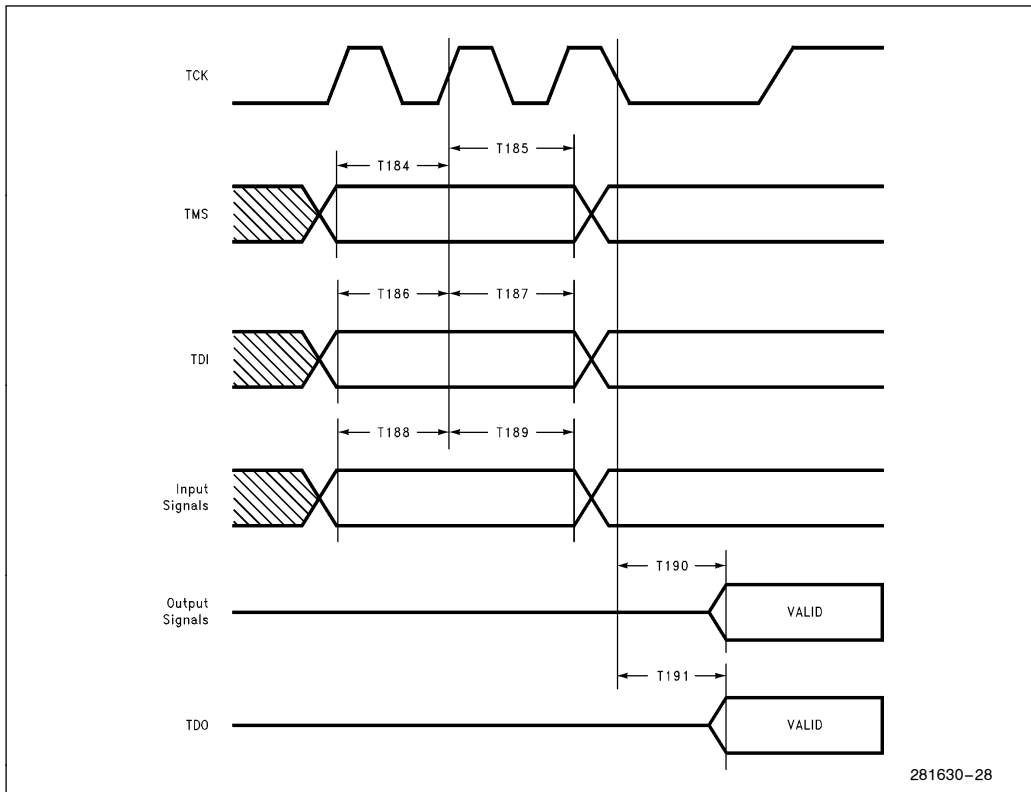 TCK
T184
T185
TMS
T186
T187
TDI
T188
T189
Input
Signals
T190
Output
Signals
VALID
T191
TDO
VALID
281630–28